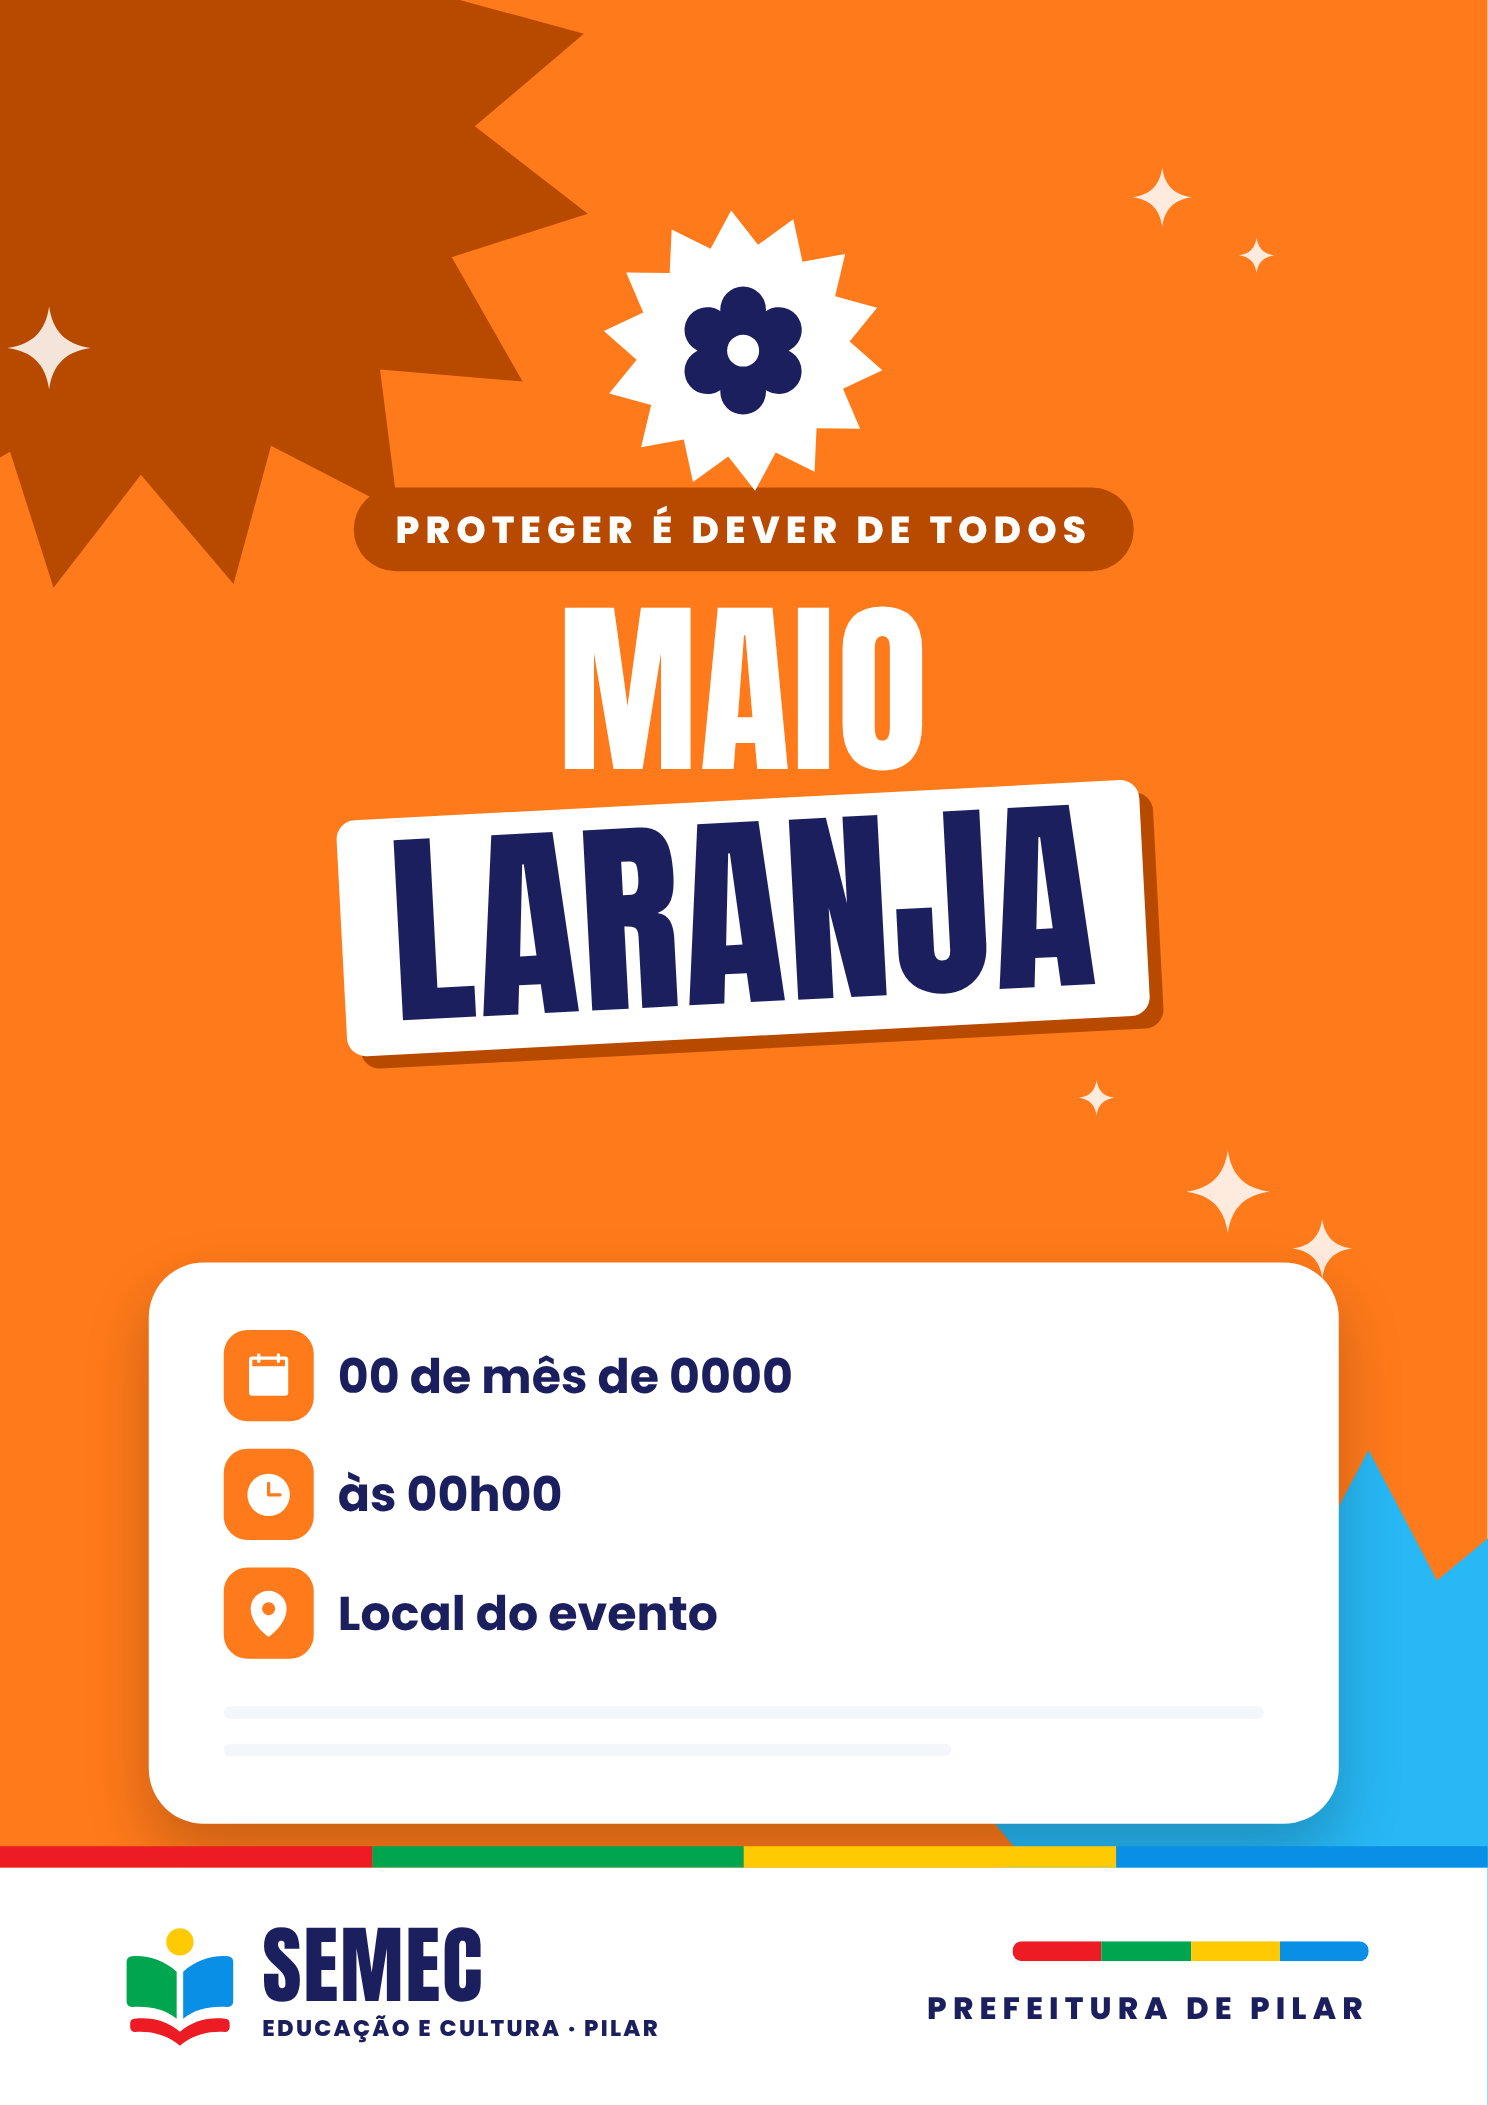 PROTEGER É DEVER DE TODOS
MAIO
LARANJA
00 de mês de 0000
às 00h00
Local do evento
SEMEC
EDUCAÇÃO E CULTURA · PILAR
PREFEITURA DE PILAR